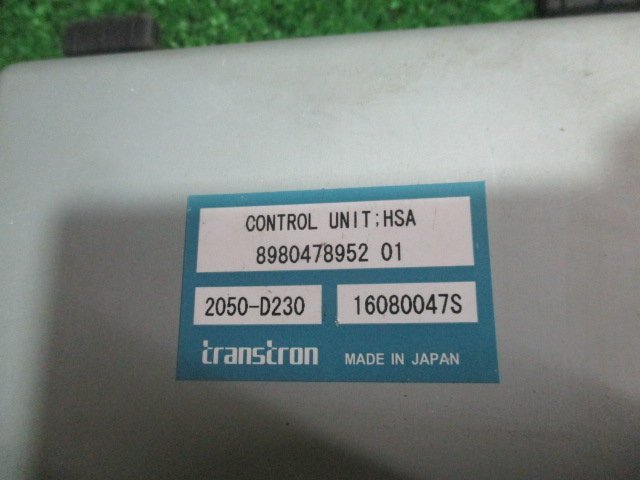 CONTROL UNIT;HSA
8980478952 01
2050-D230 16080047S
transtron MADE IN JAPAN